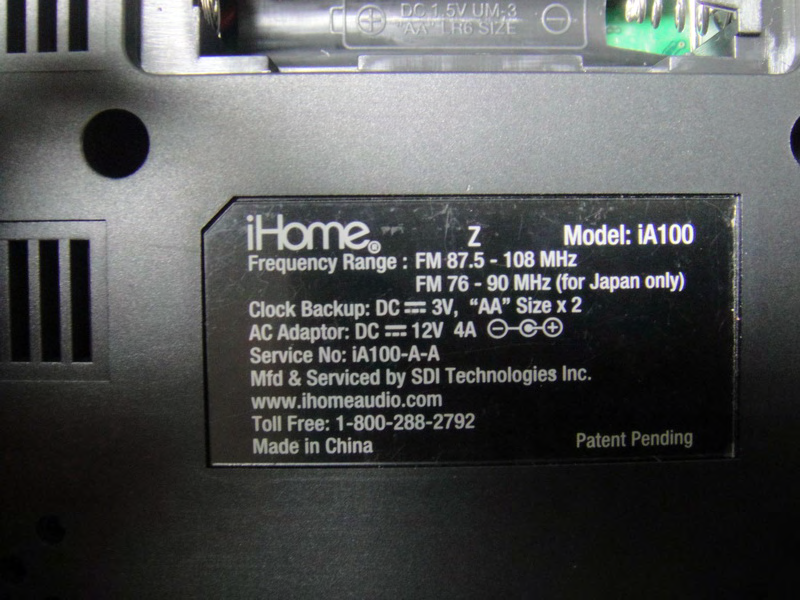 DC 1.5V UM-3
"AA" LR6 SIZE
iHome® Z Model: iA100
Frequency Range : FM 87.5 - 108 MHz
FM 76 - 90 MHz (for Japan only)
Clock Backup: DC ⎓ 3V, "AA" Size x 2
AC Adaptor: DC ⎓ 12V 4A
Service No: iA100-A-A
Mfd & Serviced by SDI Technologies Inc.
www.ihomeaudio.com
Toll Free: 1-800-288-2792
Made in China Patent Pending